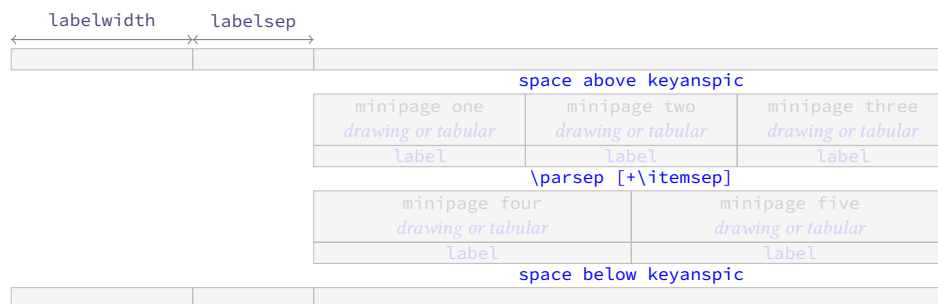 labelwidth labelsep
space above keyanspic
minipage one minipage two minipage three
drawing or tabular drawing or tabular drawing or tabular
label label label
\parsep [+\itemsep]
minipage four minipage five
drawing or tabular drawing or tabular
label label
space below keyanspic